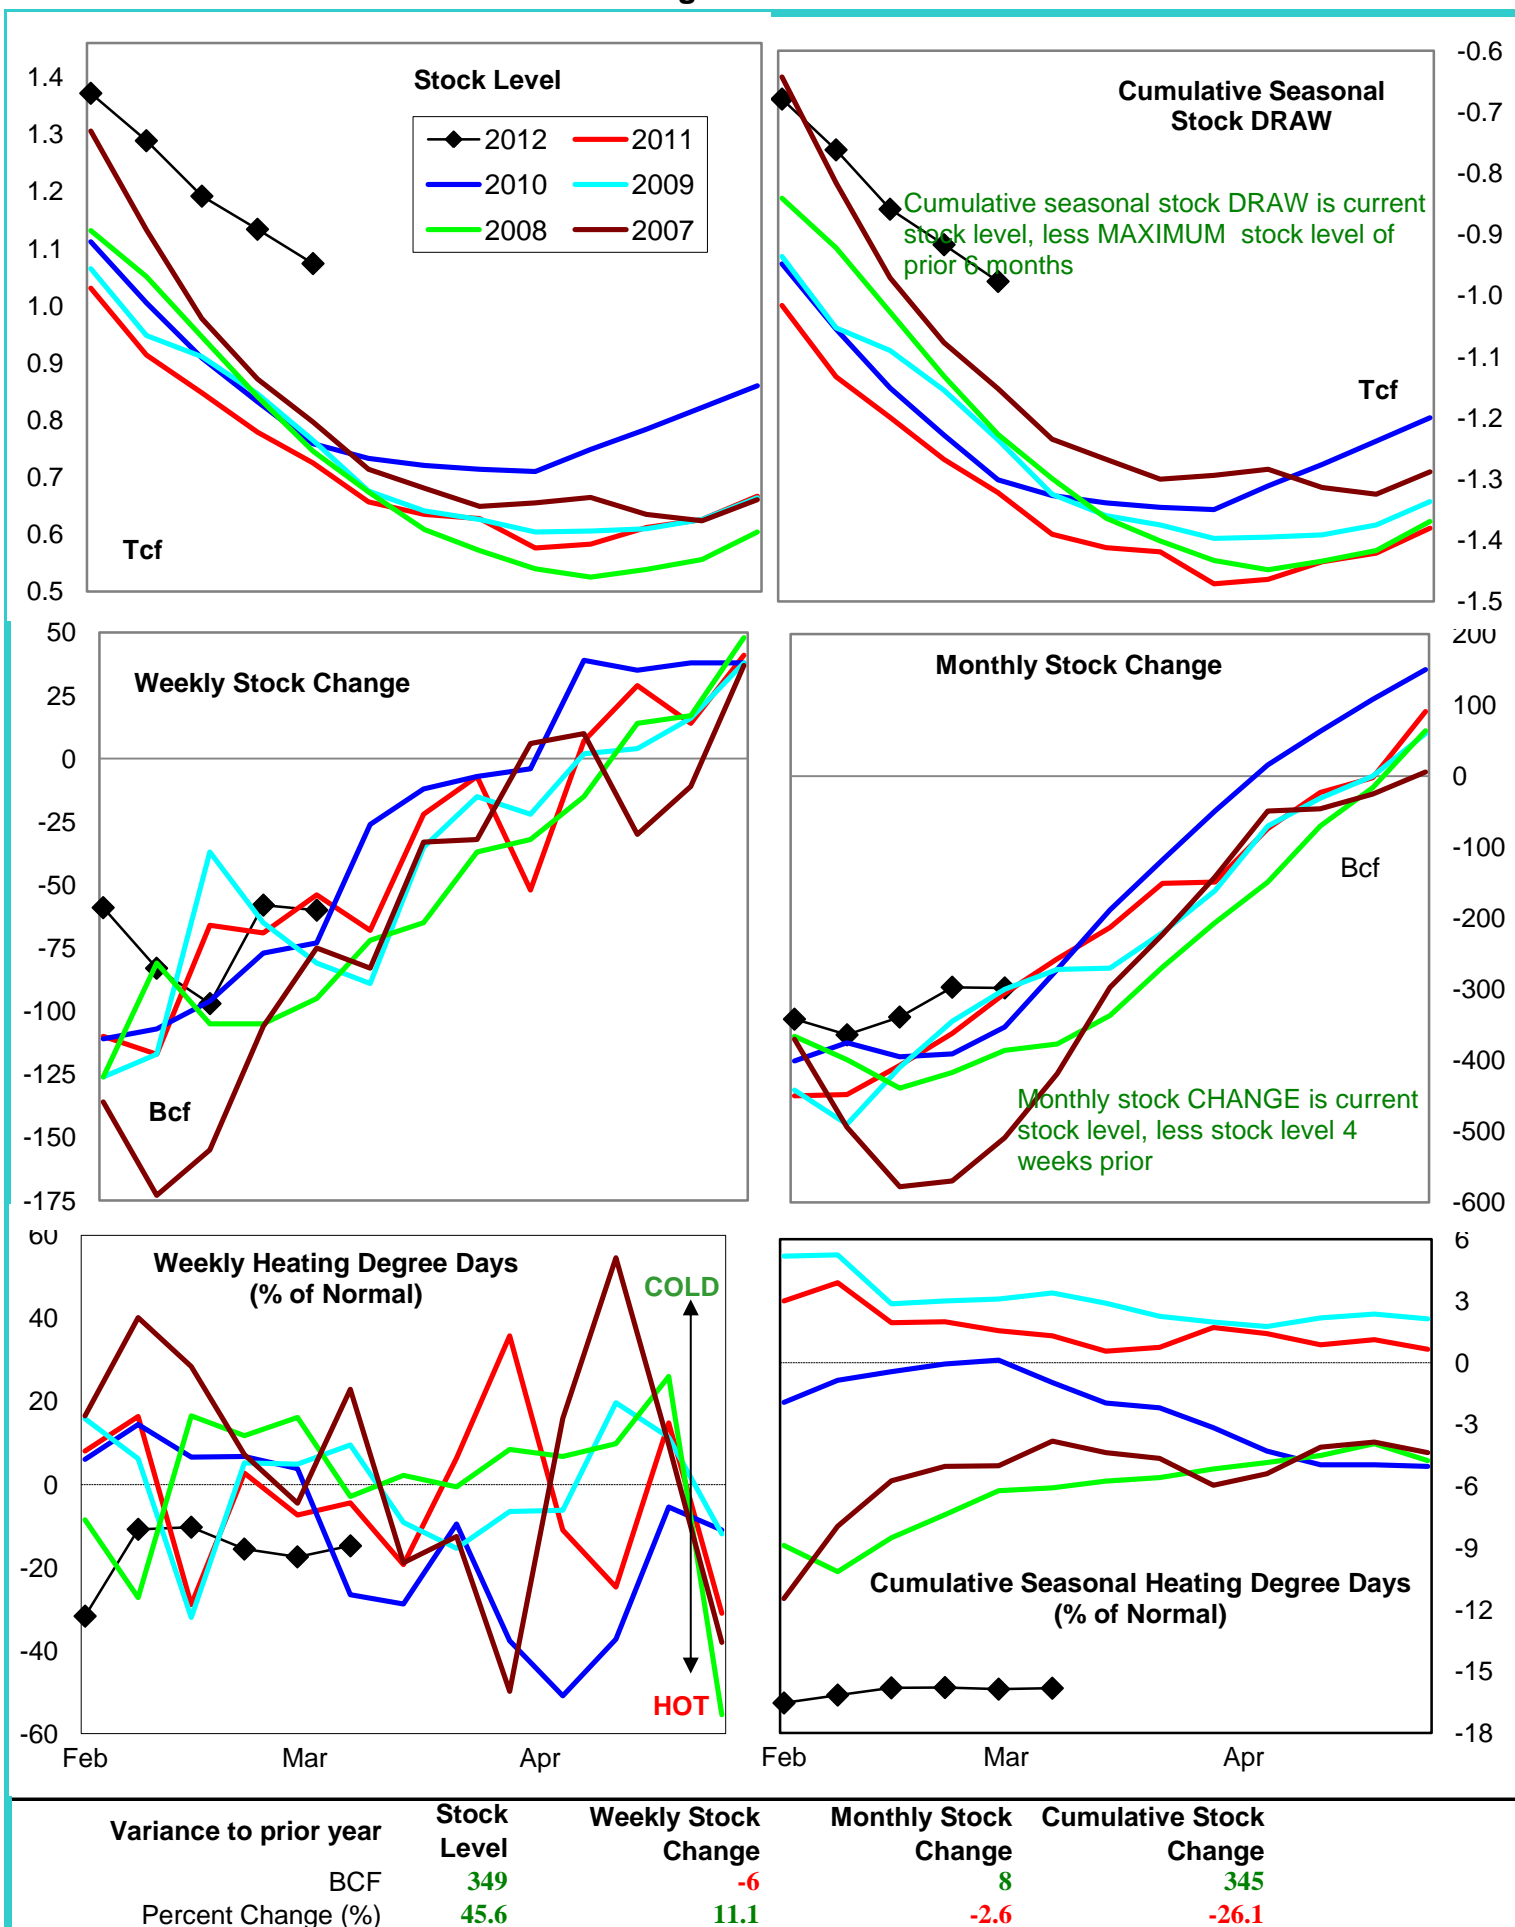 Stock Level
1.4
1.3
1.2
1.1
1.0
0.9
0.8
0.7
0.6
0.5
2012 2011
2010 2009
2008 2007
Tcf
Cumulative Seasonal
Stock DRAW
Cumulative seasonal stock DRAW is current
stock level, less MAXIMUM stock level of
prior 6 months
Tcf
-0.6
-0.7
-0.8
-0.9
-1.0
-1.1
-1.2
-1.3
-1.4
-1.5
50
25
0
-25
-50
-75
-100
-125
-150
-175
Weekly Stock Change
Bcf
Monthly Stock Change
Bcf
Monthly stock CHANGE is current
stock level, less stock level 4
weeks prior
200
100
0
-100
-200
-300
-400
-500
-600
60
40
20
0
-20
-40
-60
Weekly Heating Degree Days
(% of Normal)
COLD
HOT
Feb Mar Apr
6
3
0
-3
-6
-9
-12
-15
-18
Cumulative Seasonal Heating Degree Days
(% of Normal)
Feb Mar Apr
Variance to prior year
Stock
Level
Weekly Stock
Change
Monthly Stock
Change
Cumulative Stock
Change
BCF 349 -6 8 345
Percent Change (%) 45.6 11.1 -2.6 -26.1